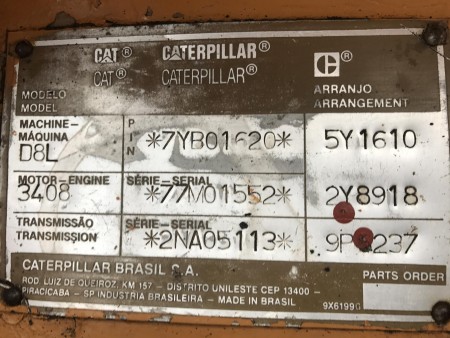 CAT® CATERPILLAR®
CAT® CATERPILLAR® C®
MODELO ARRANJO
MODEL ARRANGEMENT
MACHINE- PIN *7YB01620* 5Y1610
MÁQUINA
D8L
MOTOR-ENGINE SÉRIE-SERIAL
3408 *77M01552* 2Y8918
TRANSMISSÃO SÉRIE-SERIAL
TRANSMISSION *2NA05113*
CATERPILLAR BRASIL S.A. PARTS ORDER
ROD. LUIZ DE QUEIROZ, KM 157 - DISTRITO UNILESTE CEP 13400 -
PIRACICABA - SP INDÚSTRIA BRASILEIRA - MADE IN BRASIL 9X6199